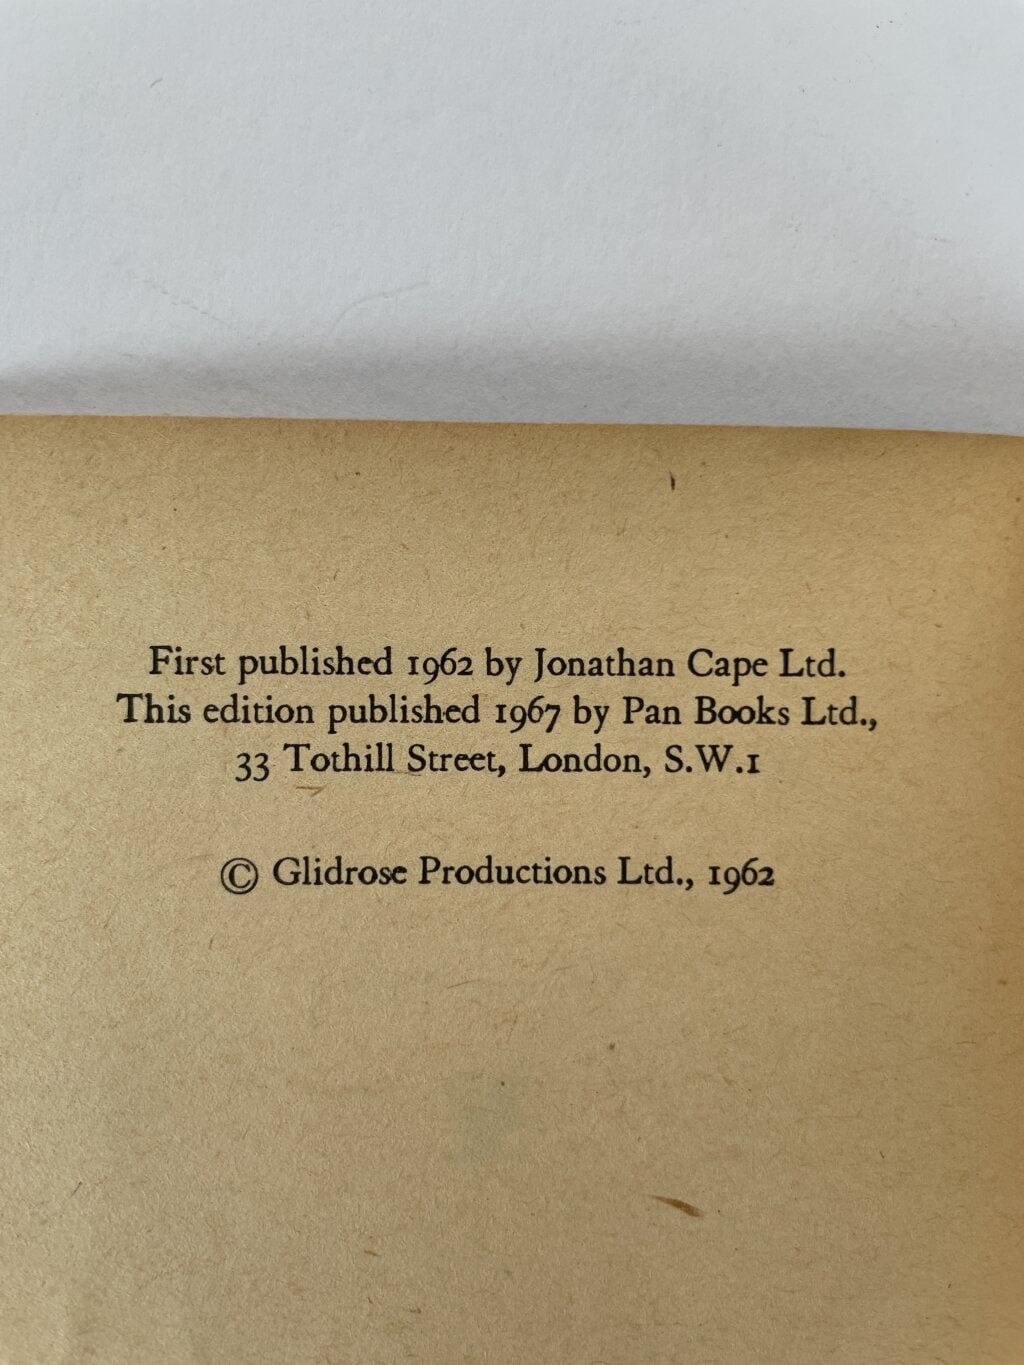 First published 1962 by Jonathan Cape Ltd.
This edition published 1967 by Pan Books Ltd.,
33 Tothill Street, London, S.W.1
© Glidrose Productions Ltd., 1962